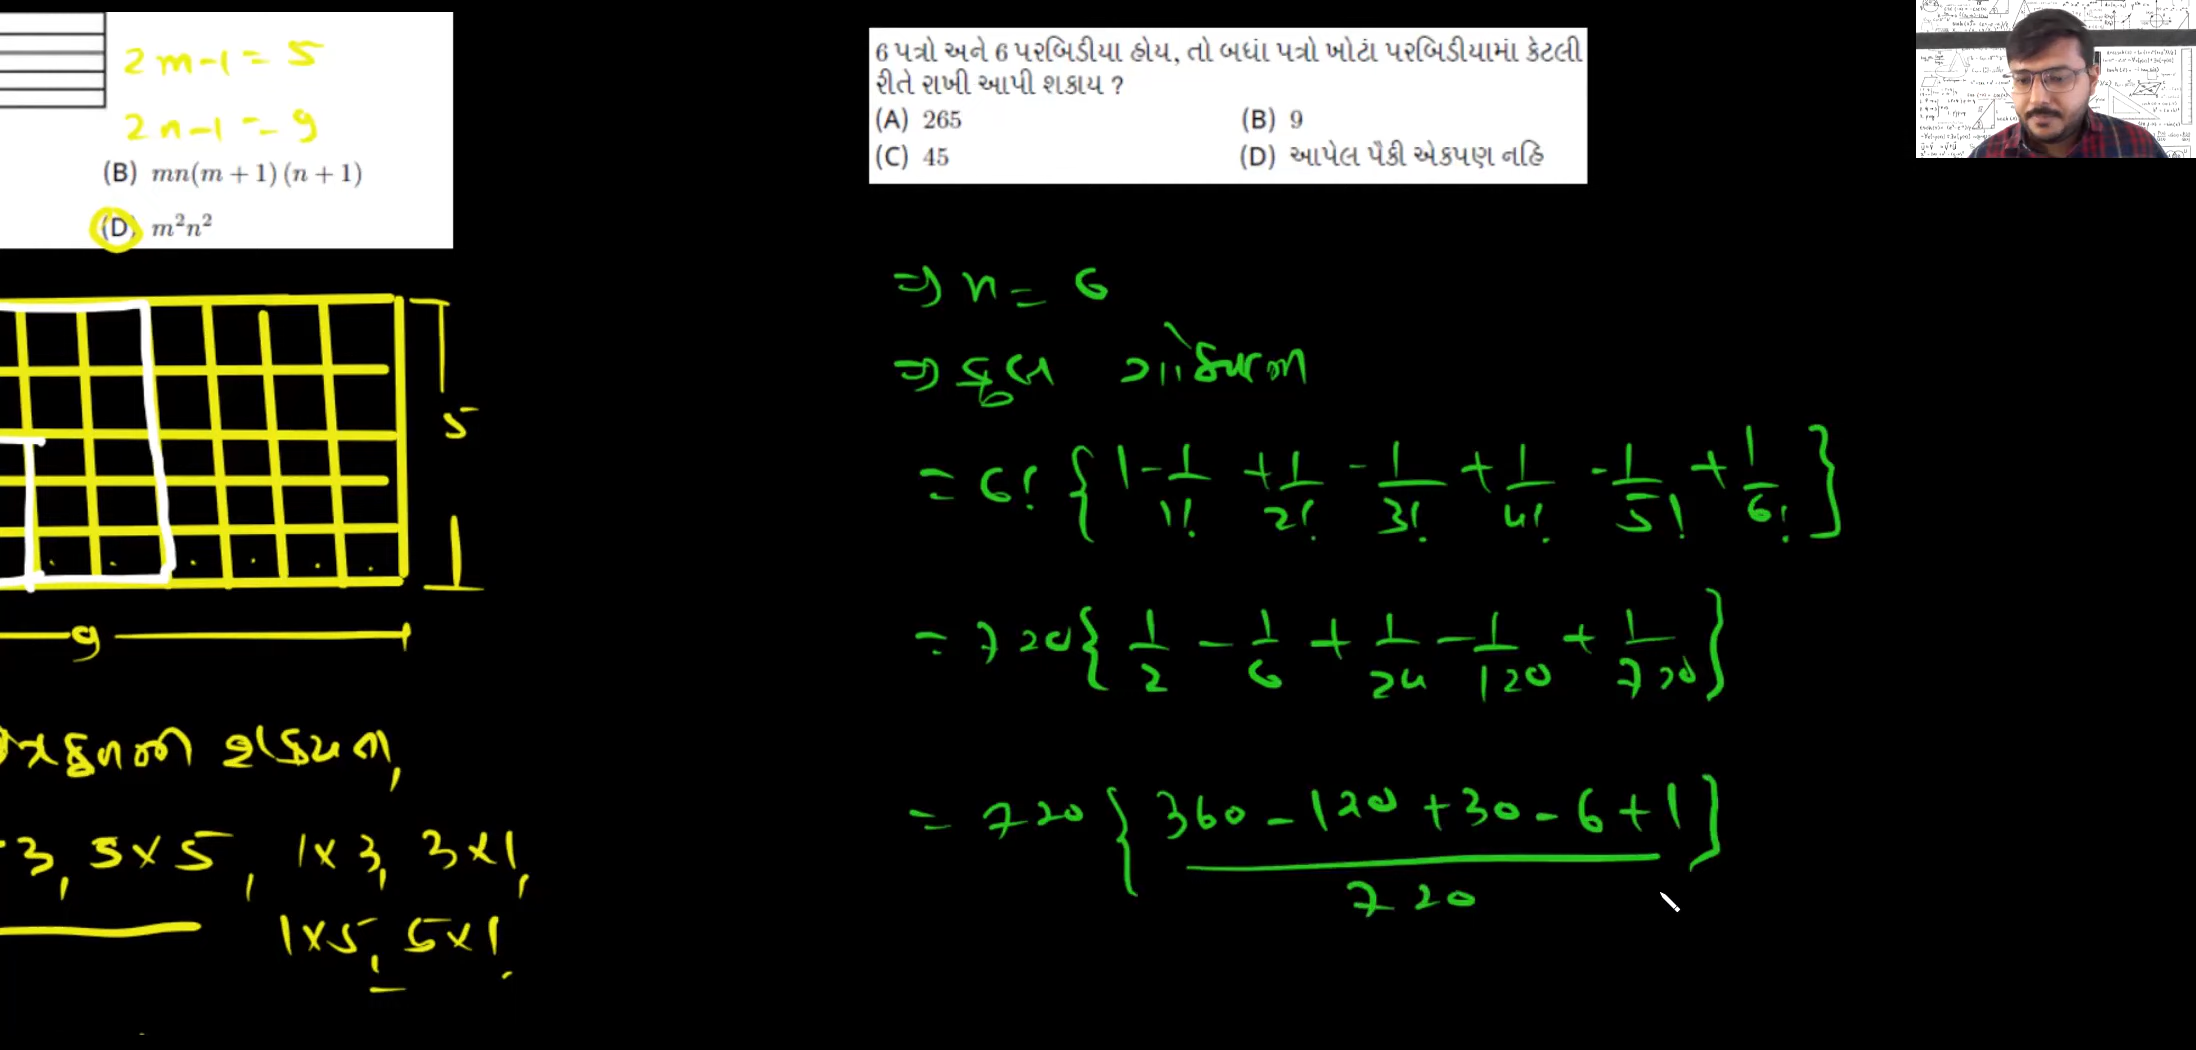 2m-1 = 5
2n-1 = 9
(B) mn(m + 1) (n + 1)
(D) m²n²
5
9
3, 5×5, 1×3, 3×1,
1×5, 5×1,
6 પત્રો અને 6 પરબિડીયા હોય, તો બધાં પત્રો ખોટાં પરબિડીયામાં કેટલી
રીતે રાખી આપી શકાય ?
(A) 265 (B) 9
(C) 45 (D) આપેલ પૈકી એકપણ નહિ
⇒ n = 6
⇒ કુલ ગોઠવણ
= 6! { 1 - 1/1! + 1/2! - 1/3! + 1/4! - 1/5! + 1/6! }
= 720 { 1/2 - 1/6 + 1/24 - 1/120 + 1/720 }
= 720 { 360 - 120 + 30 - 6 + 1 }
720